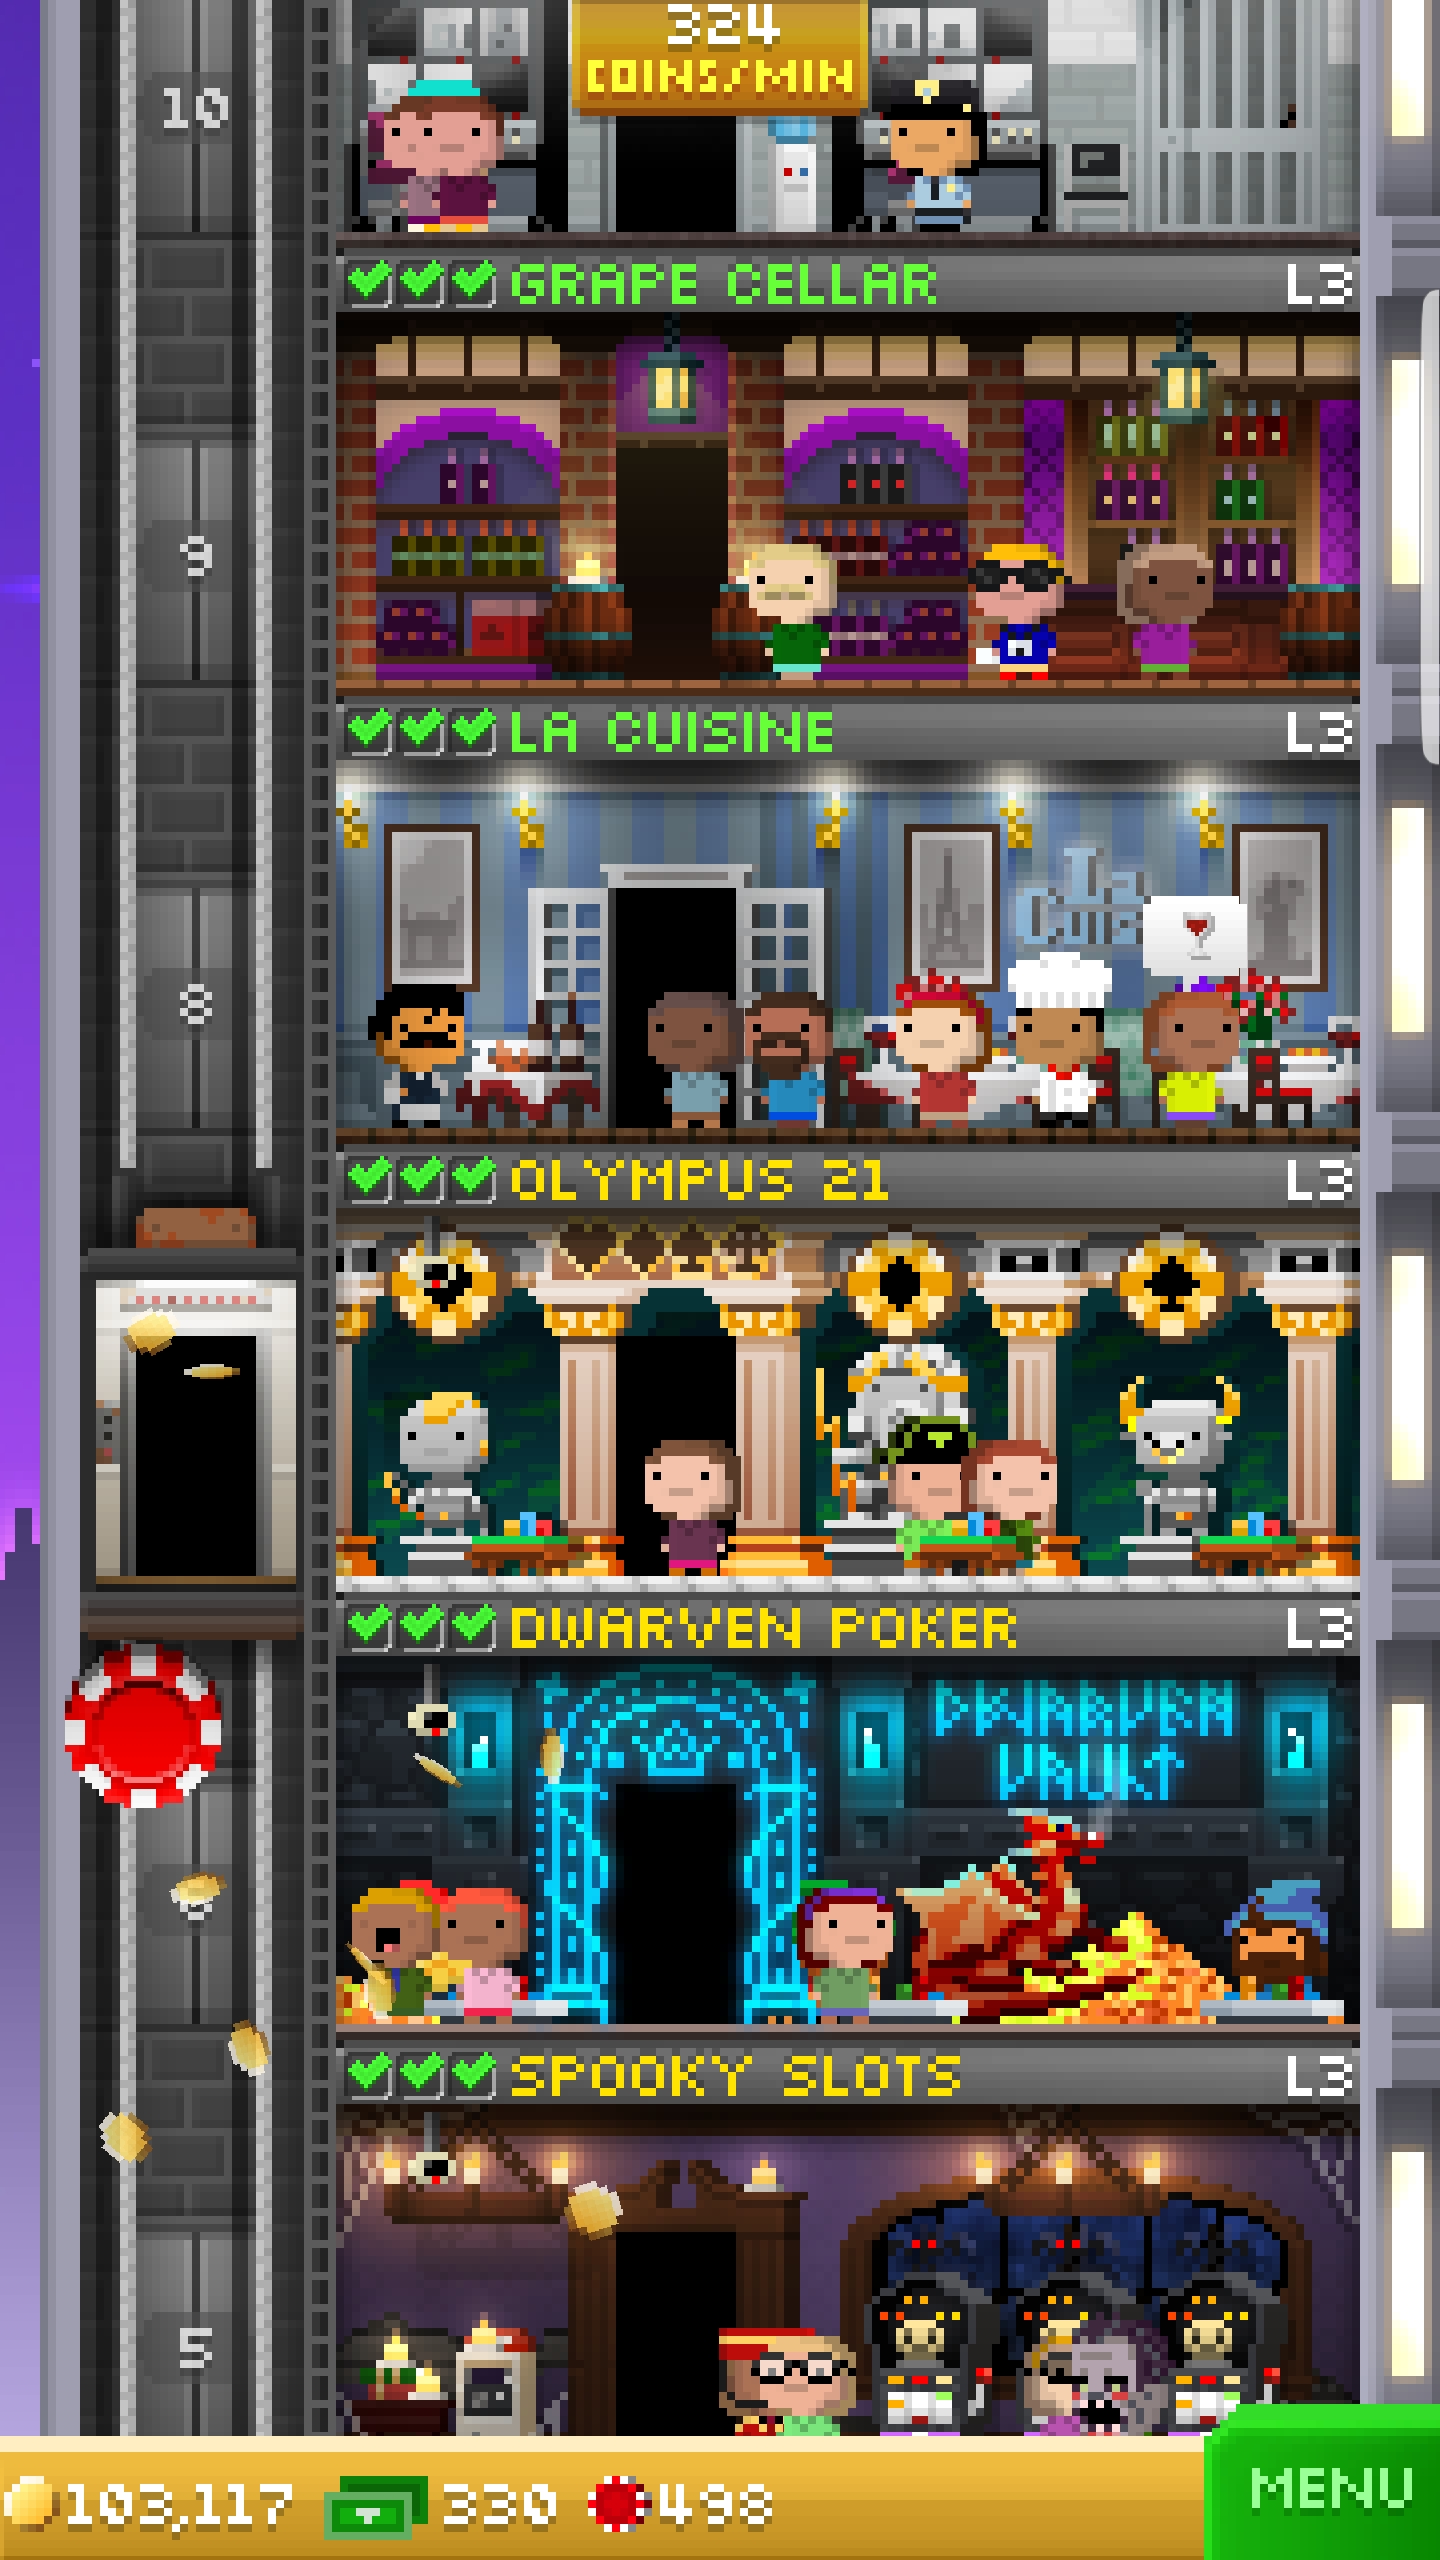 324
COINS/MIN
10
GRAPE CELLAR L3
9
LA CUISINE L3
La
8
OLYMPUS 21 L3
DWARVEN POKER L3
DWARVEN
VAULT
SPOOKY SLOTS L3
5
103,117 330 498
MENU